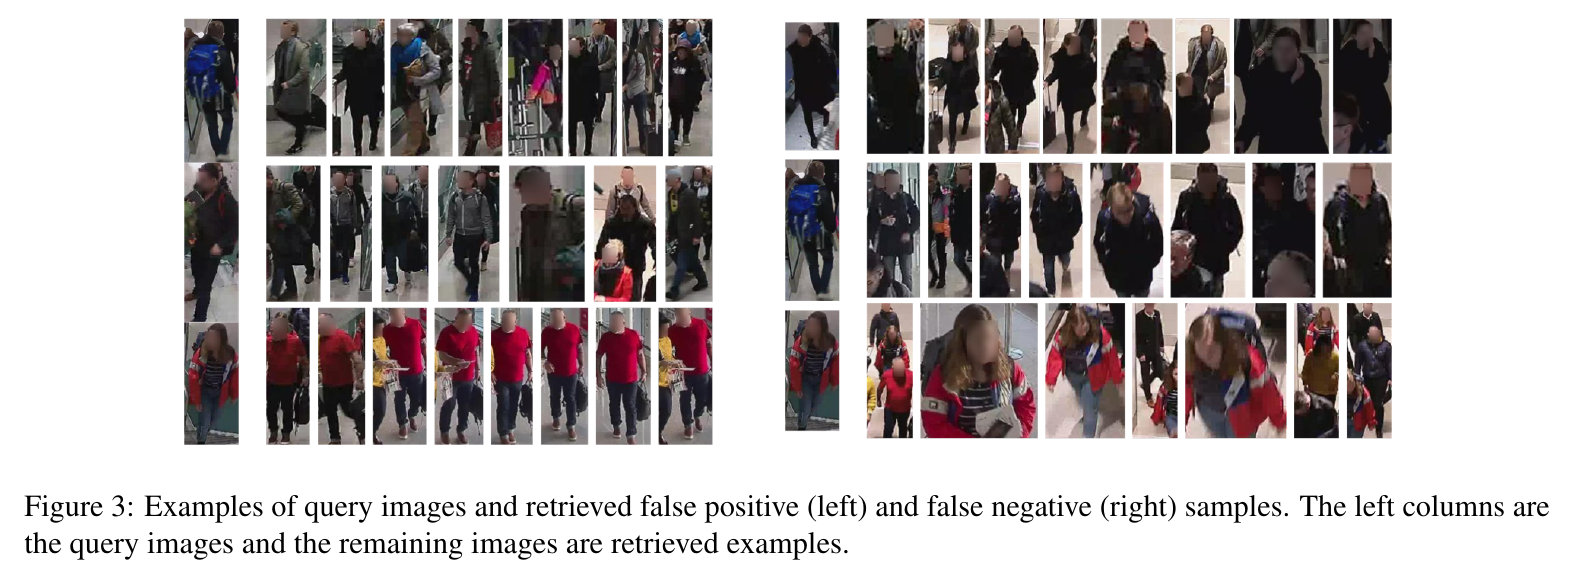 Figure 3: Examples of query images and retrieved false positive (left) and false negative (right) samples. The left columns are
the query images and the remaining images are retrieved examples.